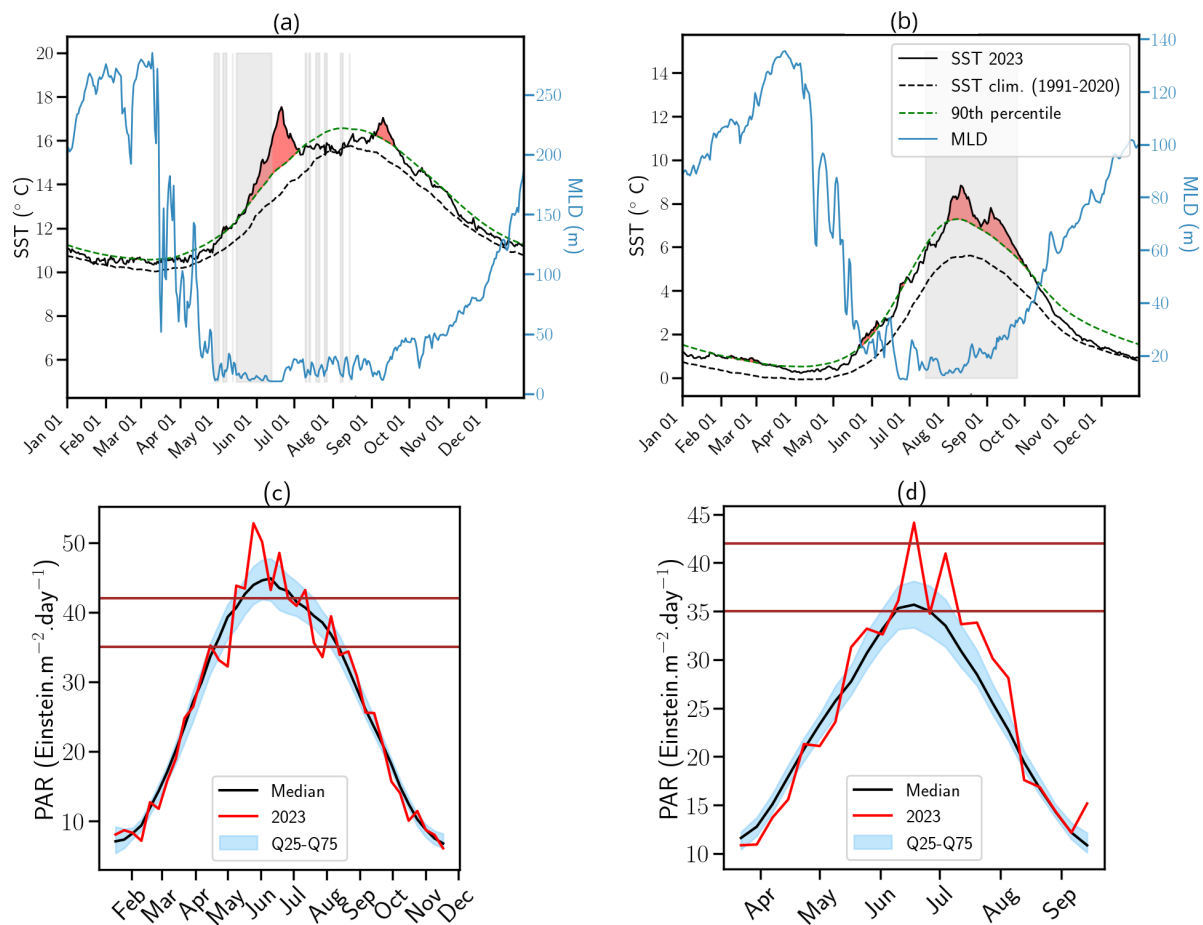 (a)
20
18
16
14
12
10
8
6
SST (° C)
250
200
150
100
50
0
MLD (m)
Jan 01
Feb 01
Mar 01
Apr 01
May 01
Jun 01
Jul 01
Aug 01
Sep 01
Oct 01
Nov 01
Dec 01
(b)
14
12
10
8
6
4
2
0
SST (° C)
SST 2023
SST clim. (1991-2020)
90th percentile
MLD
140
120
100
80
60
40
20
MLD (m)
Jan 01
Feb 01
Mar 01
Apr 01
May 01
Jun 01
Jul 01
Aug 01
Sep 01
Oct 01
Nov 01
Dec 01
(c)
50
40
30
20
10
PAR (Einstein.m⁻².day⁻¹)
Median
2023
Q25-Q75
Feb
Mar
Apr
May
Jun
Jul
Aug
Sep
Oct
Nov
Dec
(d)
45
40
35
30
25
20
15
10
PAR (Einstein.m⁻².day⁻¹)
Median
2023
Q25-Q75
Apr
May
Jun
Jul
Aug
Sep